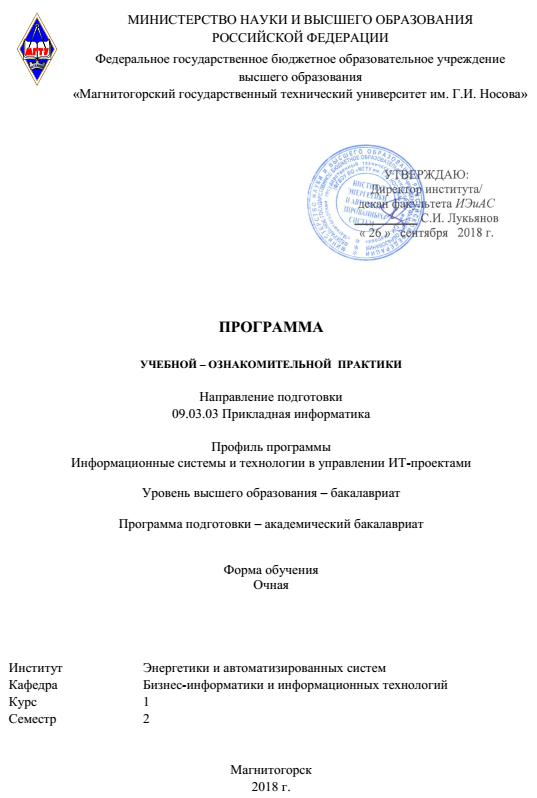 МИНИСТЕРСТВО НАУКИ И ВЫСШЕГО ОБРАЗОВАНИЯ
РОССИЙСКОЙ ФЕДЕРАЦИИ
Федеральное государственное бюджетное образовательное учреждение
высшего образования
«Магнитогорский государственный технический университет им. Г.И. Носова»
МГТУ
УТВЕРЖДАЮ:
Директор института/
декан факультета ИЭиАС
С.И. Лукьянов
« 26 » сентября 2018 г.
ПРОГРАММА
УЧЕБНОЙ – ОЗНАКОМИТЕЛЬНОЙ ПРАКТИКИ
Направление подготовки
09.03.03 Прикладная информатика
Профиль программы
Информационные системы и технологии в управлении ИТ-проектами
Уровень высшего образования – бакалавриат
Программа подготовки – академический бакалавриат
Форма обучения
Очная
Институт Энергетики и автоматизированных систем
Кафедра Бизнес-информатики и информационных технологий
Курс 1
Семестр 2
Магнитогорск
2018 г.